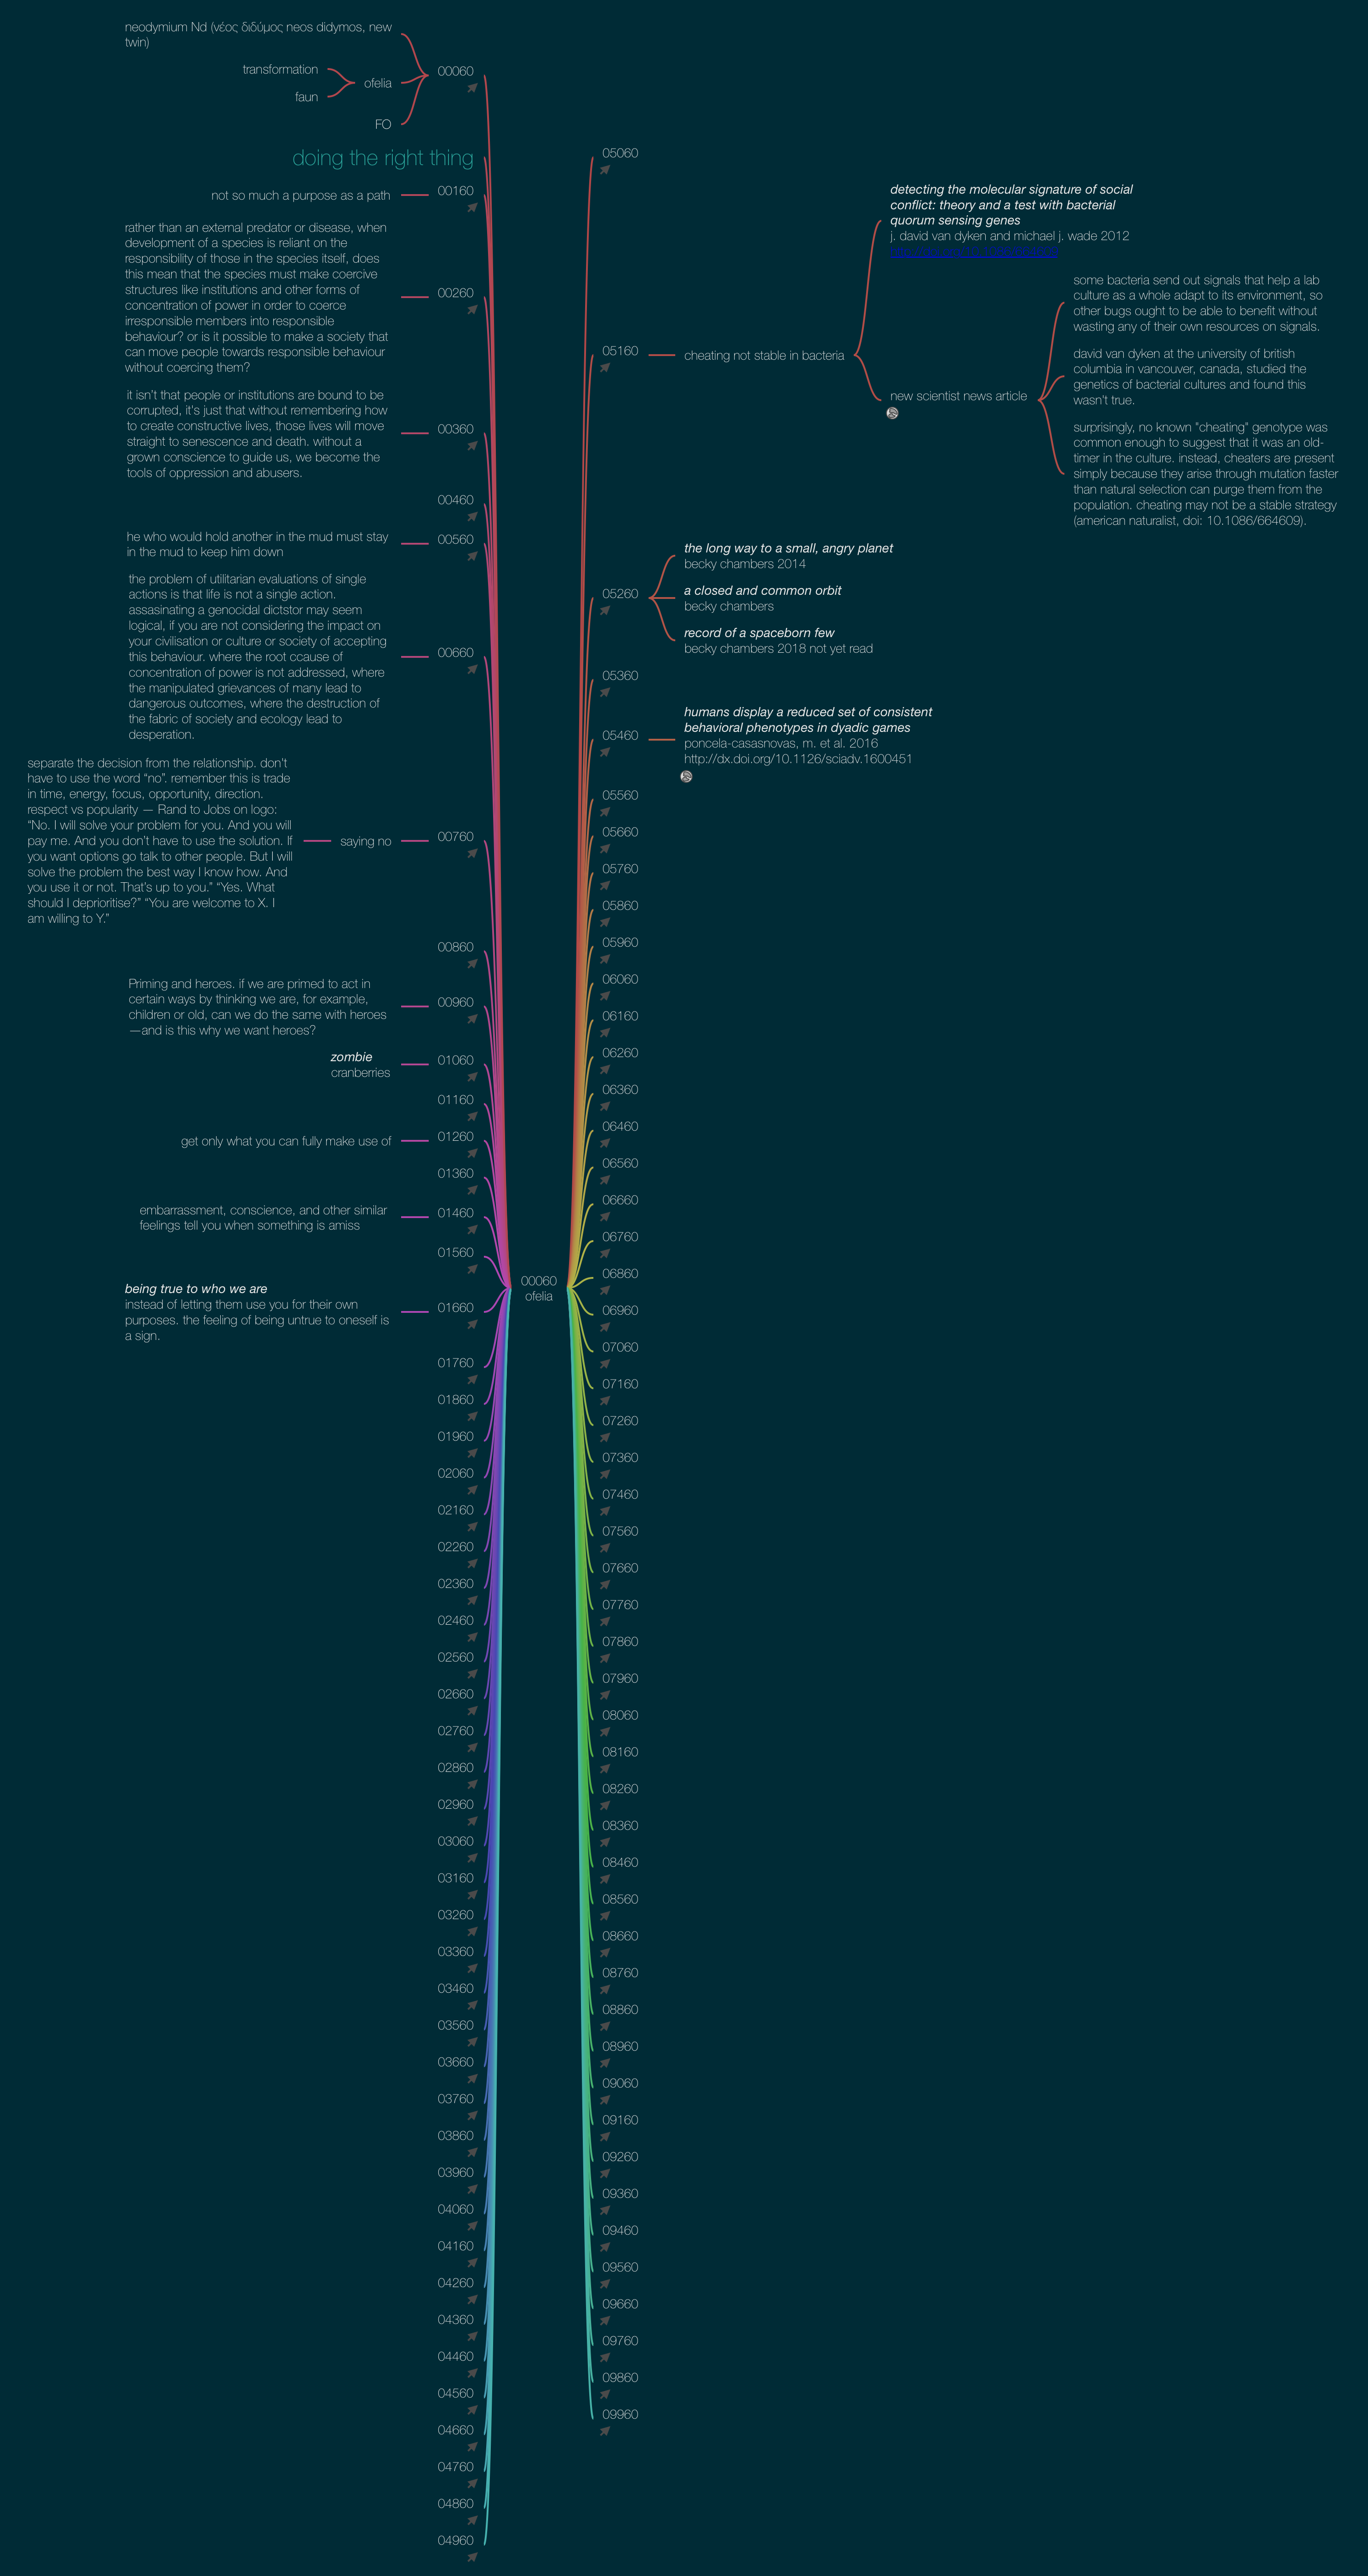 neodymium Nd (νέος διδύμος neos didymos, new
twin)
transformation
faun
ofelia
FO
00060
doing the right thing
not so much a purpose as a path
00160
rather than an external predator or disease, when
development of a species is reliant on the
responsibility of those in the species itself, does
this mean that the species must make coercive
structures like institutions and other forms of
concentration of power in order to coerce
irresponsible members into responsible
behaviour? or is it possible to make a society that
can move people towards responsible behaviour
without coercing them?
00260
it isn't that people or institutions are bound to be
corrupted, it's just that without remembering how
to create constructive lives, those lives will move
straight to senescence and death. without a
grown conscience to guide us, we become the
tools of oppression and abusers.
00360
00460
he who would hold another in the mud must stay
in the mud to keep him down
00560
the problem of utilitarian evaluations of single
actions is that life is not a single action.
assasinating a genocidal dictstor may seem
logical, if you are not considering the impact on
your civilisation or culture or society of accepting
this behaviour. where the root ccause of
concentration of power is not addressed, where
the manipulated grievances of many lead to
dangerous outcomes, where the destruction of
the fabric of society and ecology lead to
desperation.
00660
separate the decision from the relationship. don't
have to use the word “no”. remember this is trade
in time, energy, focus, opportunity, direction.
respect vs popularity — Rand to Jobs on logo:
“No. I will solve your problem for you. And you will
pay me. And you don't have to use the solution. If
you want options go talk to other people. But I will
solve the problem the best way I know how. And
you use it or not. That's up to you.” “Yes. What
should I deprioritise?” “You are welcome to X. I
am willing to Y.”
saying no
00760
00860
Priming and heroes. if we are primed to act in
certain ways by thinking we are, for example,
children or old, can we do the same with heroes
—and is this why we want heroes?
00960
zombie
cranberries
01060
01160
get only what you can fully make use of
01260
01360
embarrassment, conscience, and other similar
feelings tell you when something is amiss
01460
01560
being true to who we are
instead of letting them use you for their own
purposes. the feeling of being untrue to oneself is
a sign.
01660
01760
01860
01960
02060
02160
02260
02360
02460
02560
02660
02760
02860
02960
03060
03160
03260
03360
03460
03560
03660
03760
03860
03960
04060
04160
04260
04360
04460
04560
04660
04760
04860
04960
00060
ofelia
05060
05160
cheating not stable in bacteria
detecting the molecular signature of social
conflict: theory and a test with bacterial
quorum sensing genes
j. david van dyken and michael j. wade 2012
new scientist news article
some bacteria send out signals that help a lab
culture as a whole adapt to its environment, so
other bugs ought to be able to benefit without
wasting any of their own resources on signals.
david van dyken at the university of british
columbia in vancouver, canada, studied the
genetics of bacterial cultures and found this
wasn't true.
surprisingly, no known "cheating" genotype was
common enough to suggest that it was an old-
timer in the culture. instead, cheaters are present
simply because they arise through mutation faster
than natural selection can purge them from the
population. cheating may not be a stable strategy
(american naturalist, doi: 10.1086/664609).
05260
the long way to a small, angry planet
becky chambers 2014
a closed and common orbit
becky chambers
record of a spaceborn few
becky chambers 2018 not yet read
05360
05460
humans display a reduced set of consistent
behavioral phenotypes in dyadic games
poncela-casasnovas, m. et al. 2016
http://dx.doi.org/10.1126/sciadv.1600451
05560
05660
05760
05860
05960
06060
06160
06260
06360
06460
06560
06660
06760
06860
06960
07060
07160
07260
07360
07460
07560
07660
07760
07860
07960
08060
08160
08260
08360
08460
08560
08660
08760
08860
08960
09060
09160
09260
09360
09460
09560
09660
09760
09860
09960